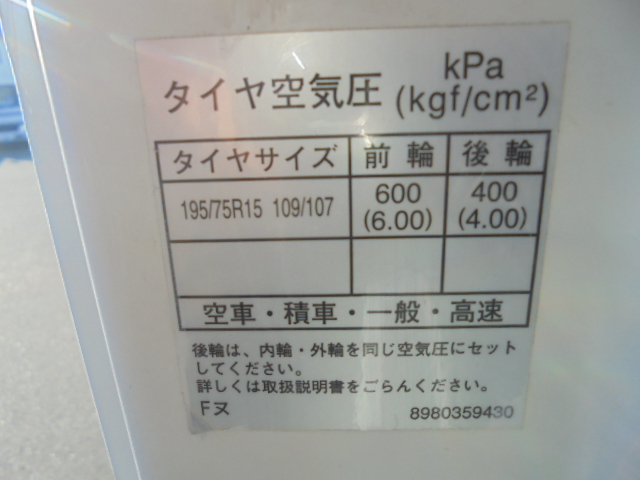 タイヤ空気圧 kPa (kgf/cm²)
タイヤサイズ 前輪 後輪
195/75R15 109/107 600 (6.00) 400 (4.00)
空車・積車・一般・高速
後輪は、内輪・外輪を同じ空気圧にセット
してください。
詳しくは取扱説明書をごらんください。
Fヌ 8980359430